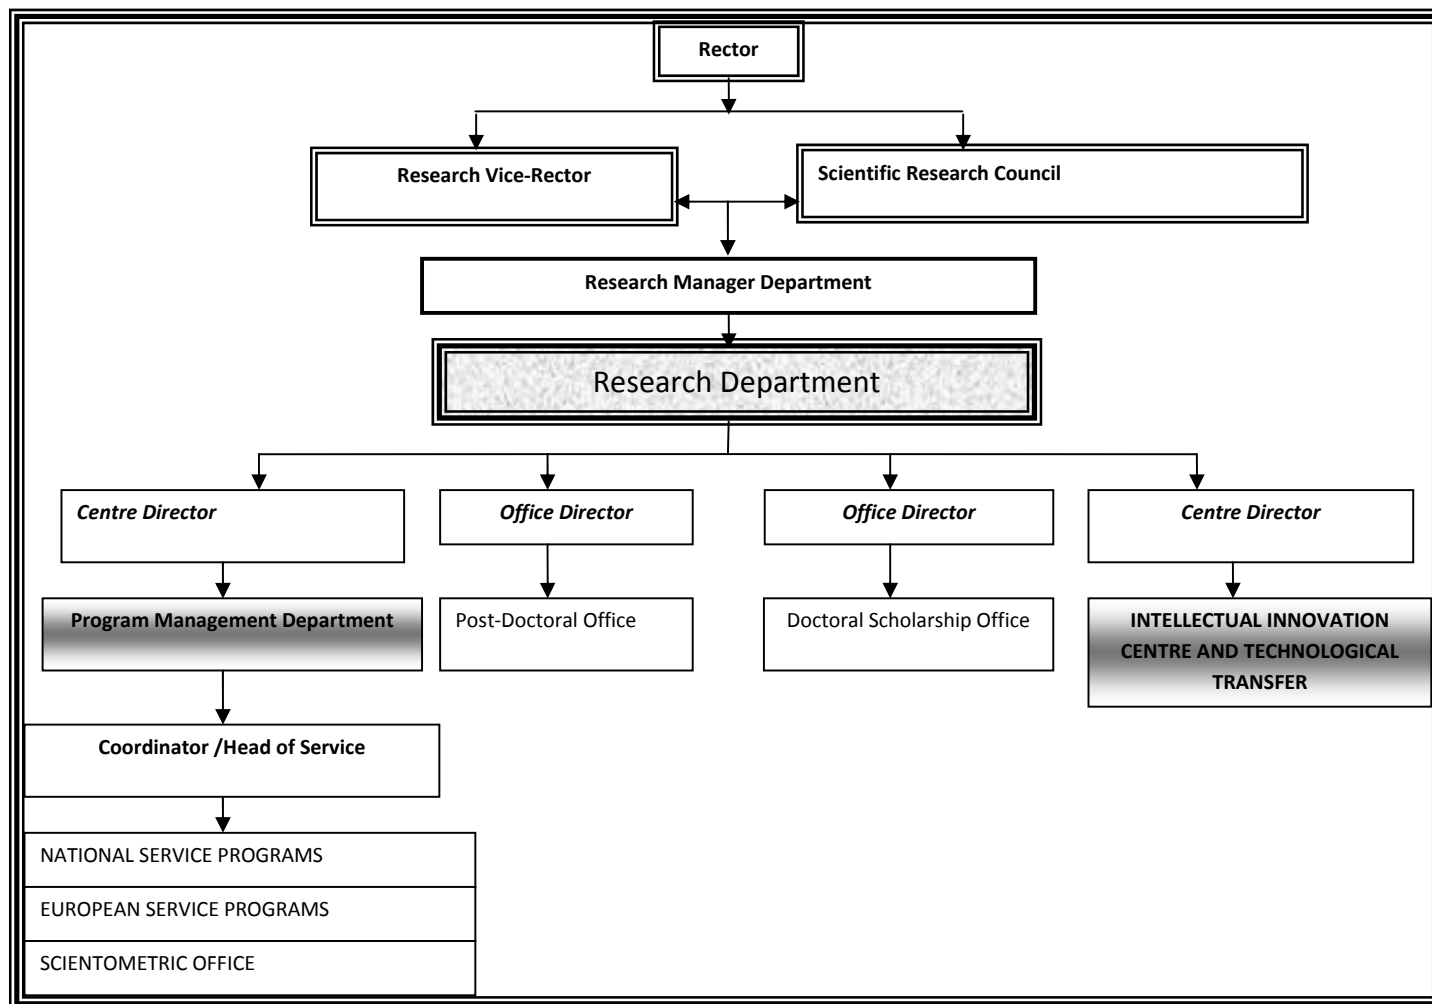 Rector
Research Vice-Rector
Scientific Research Council
Research Manager Department
Research Department
Centre Director
Office Director
Office Director
Centre Director
Program Management Department
Post-Doctoral Office
Doctoral Scholarship Office
INTELLECTUAL INNOVATION
CENTRE AND TECHNOLOGICAL
TRANSFER
Coordinator /Head of Service
NATIONAL SERVICE PROGRAMS
EUROPEAN SERVICE PROGRAMS
SCIENTOMETRIC OFFICE